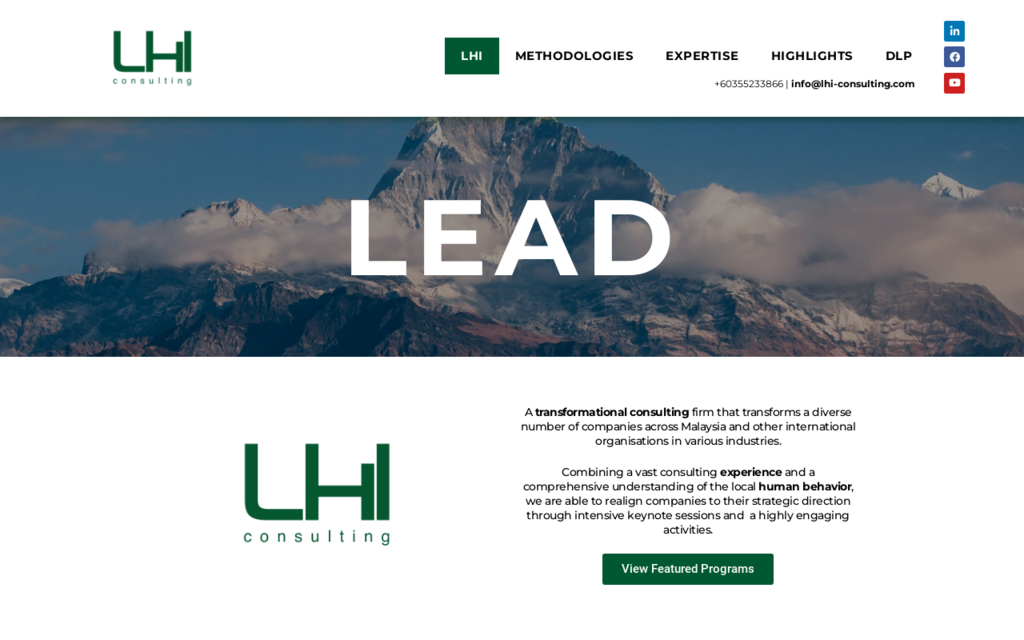 LHI
consulting
LHI
METHODOLOGIES
EXPERTISE
HIGHLIGHTS
DLP
+60355233866 | info@lhi-consulting.com
in
LEAD
LHI
consulting
A transformational consulting firm that transforms a diverse
number of companies across Malaysia and other international
organisations in various industries.
Combining a vast consulting experience and a
comprehensive understanding of the local human behavior,
we are able to realign companies to their strategic direction
through intensive keynote sessions and  a highly engaging
activities.
View Featured Programs